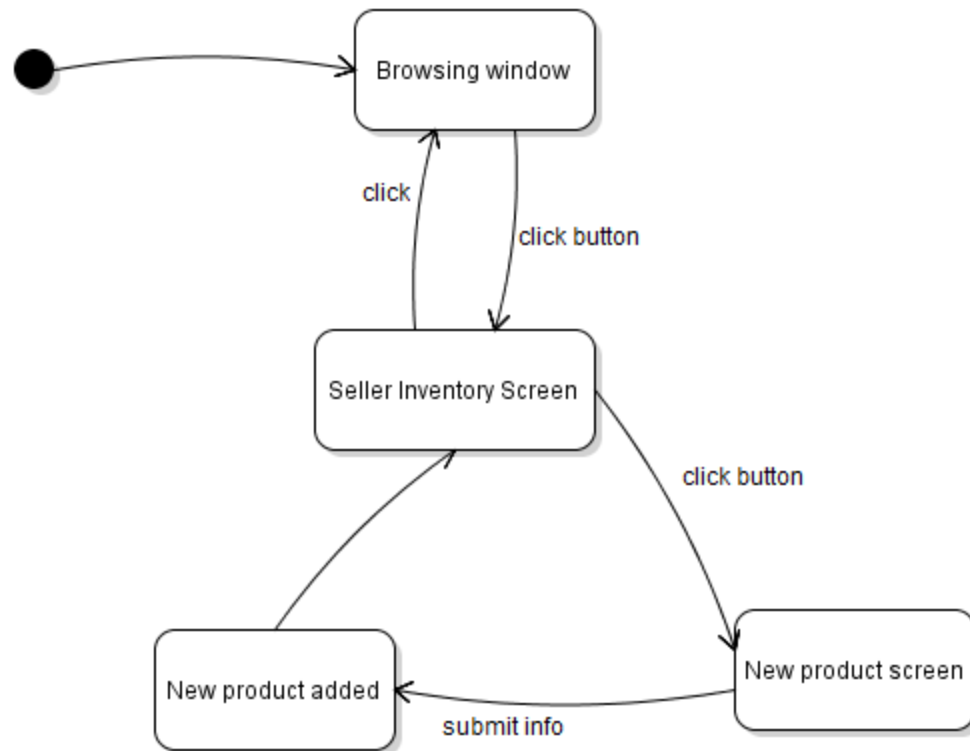 Browsing window
click
click button
Seller Inventory Screen
click button
New product screen
New product added
submit info